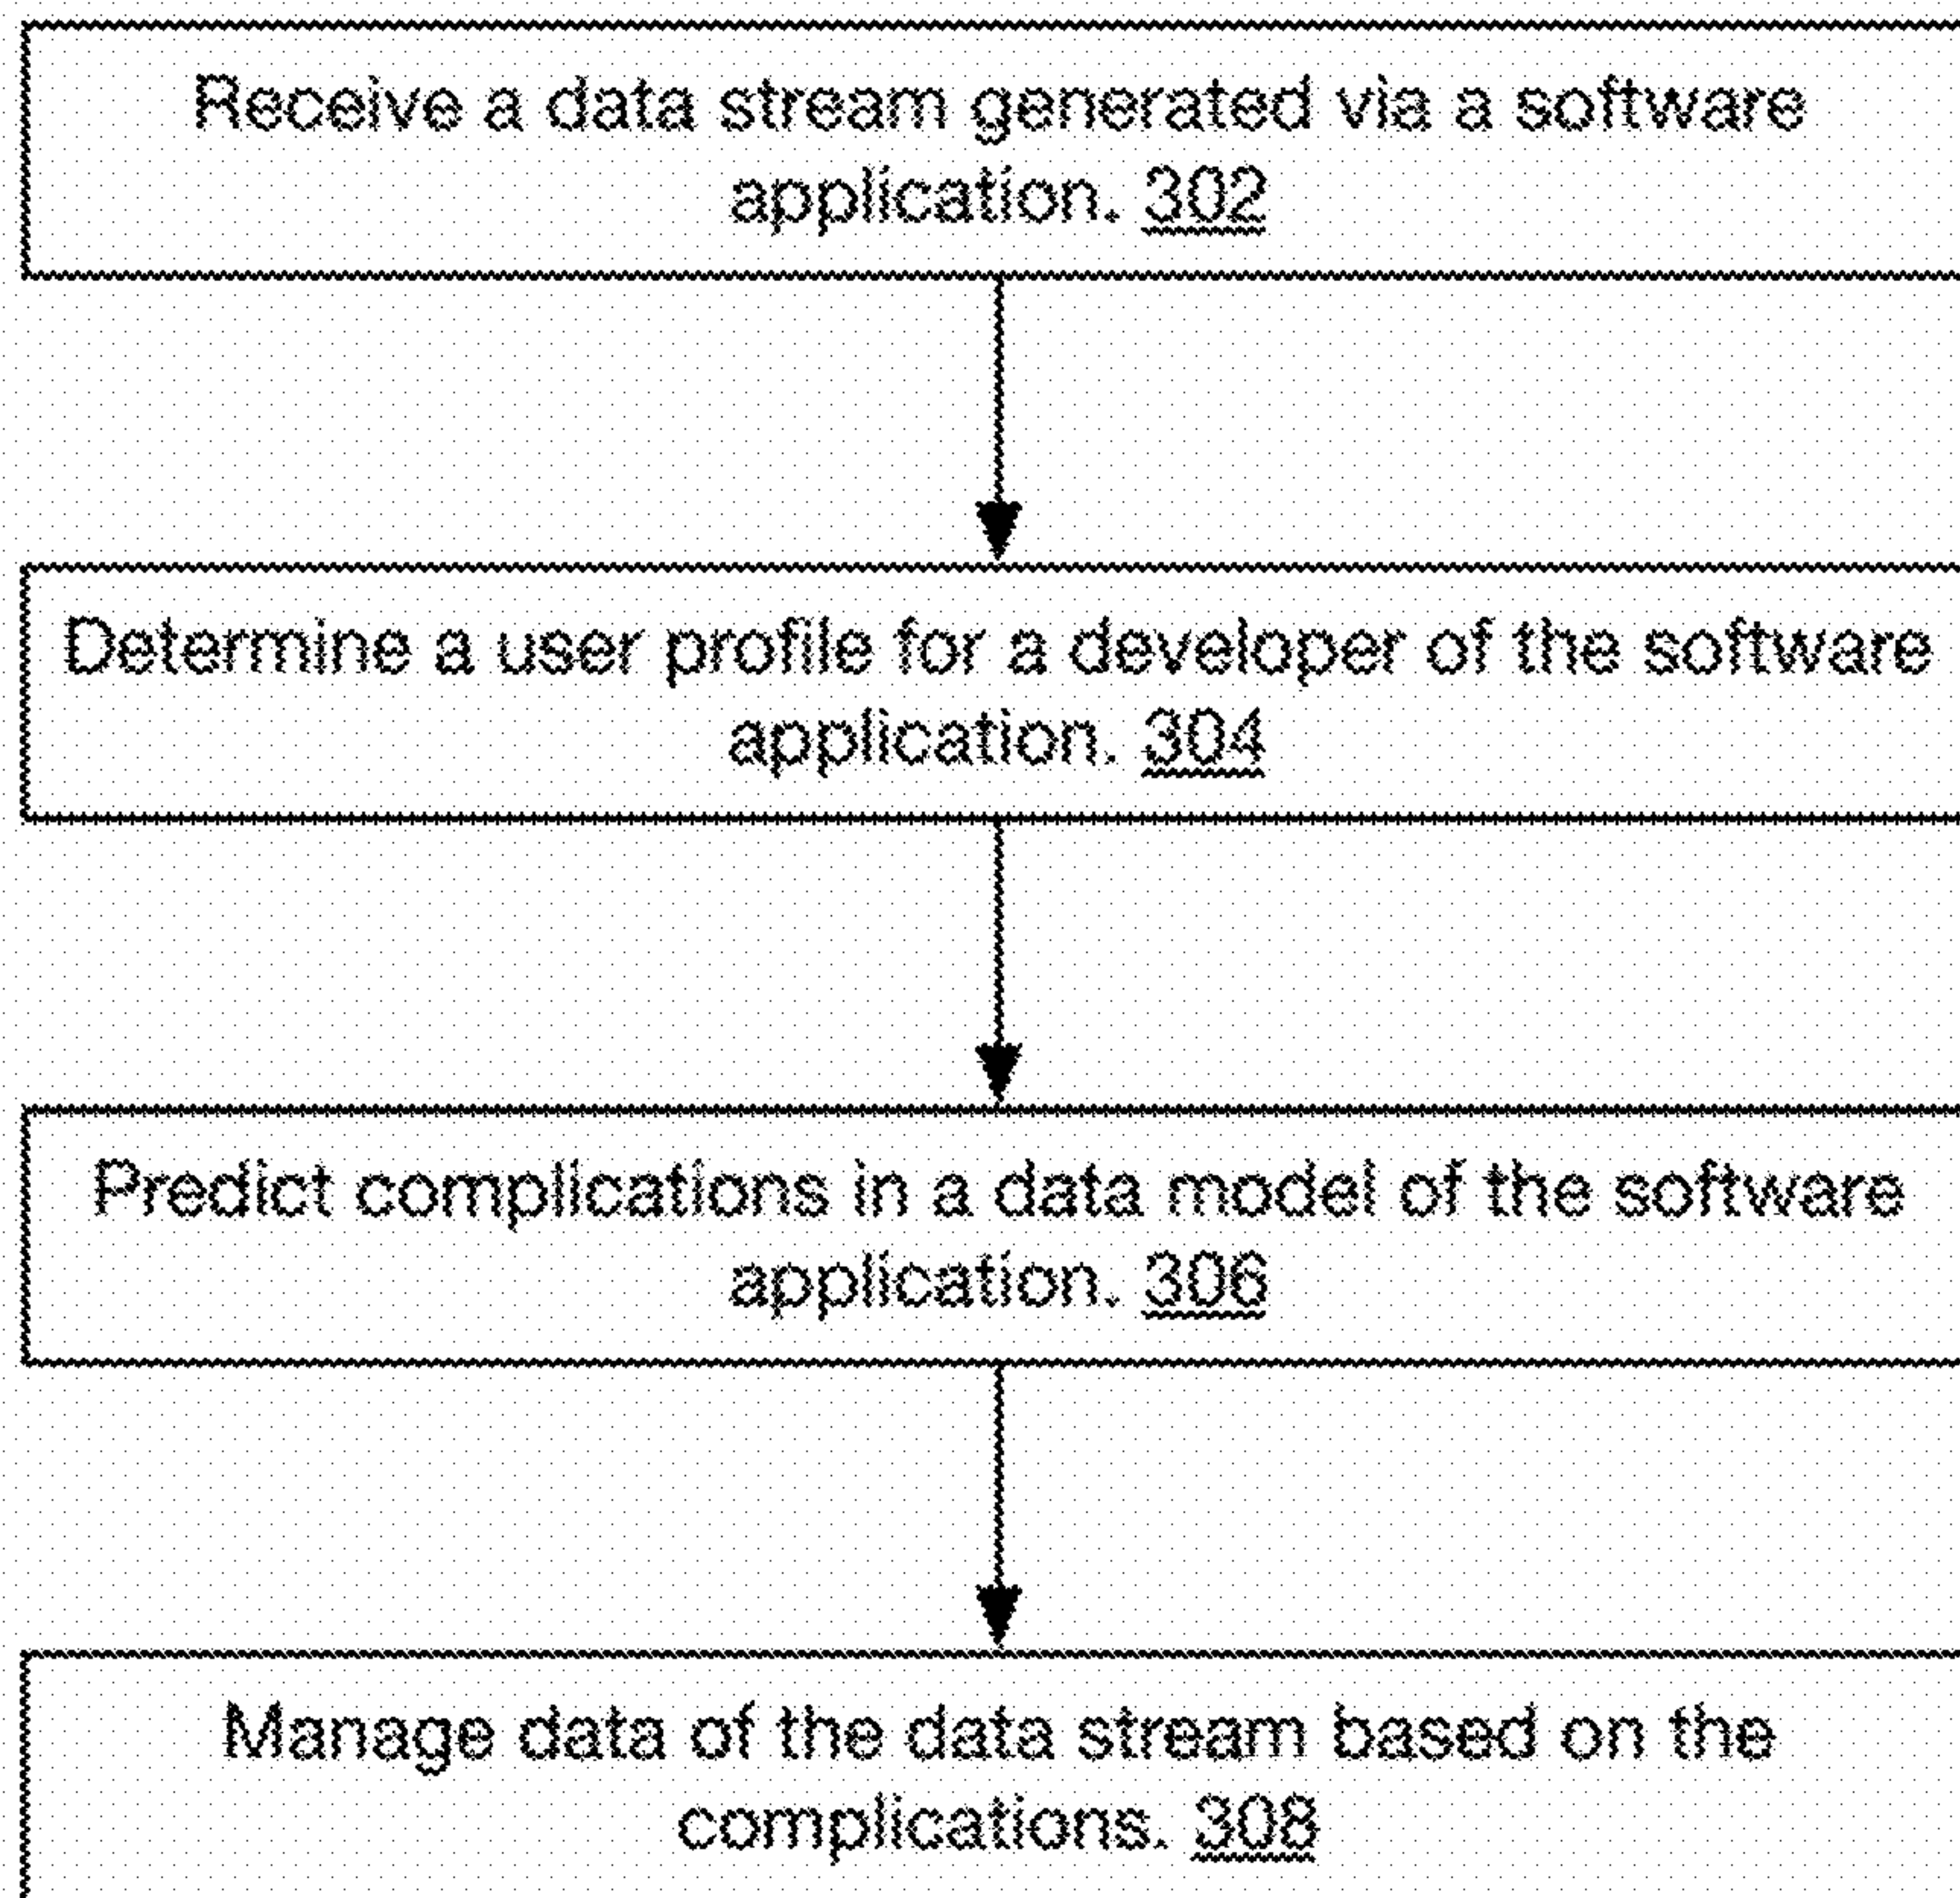 Receive a data stream generated via a software
application. 302
Determine a user profile for a developer of the software
application. 304
Predict complications in a data model of the software
application. 306
Manage data of the data stream based on the
complications. 308